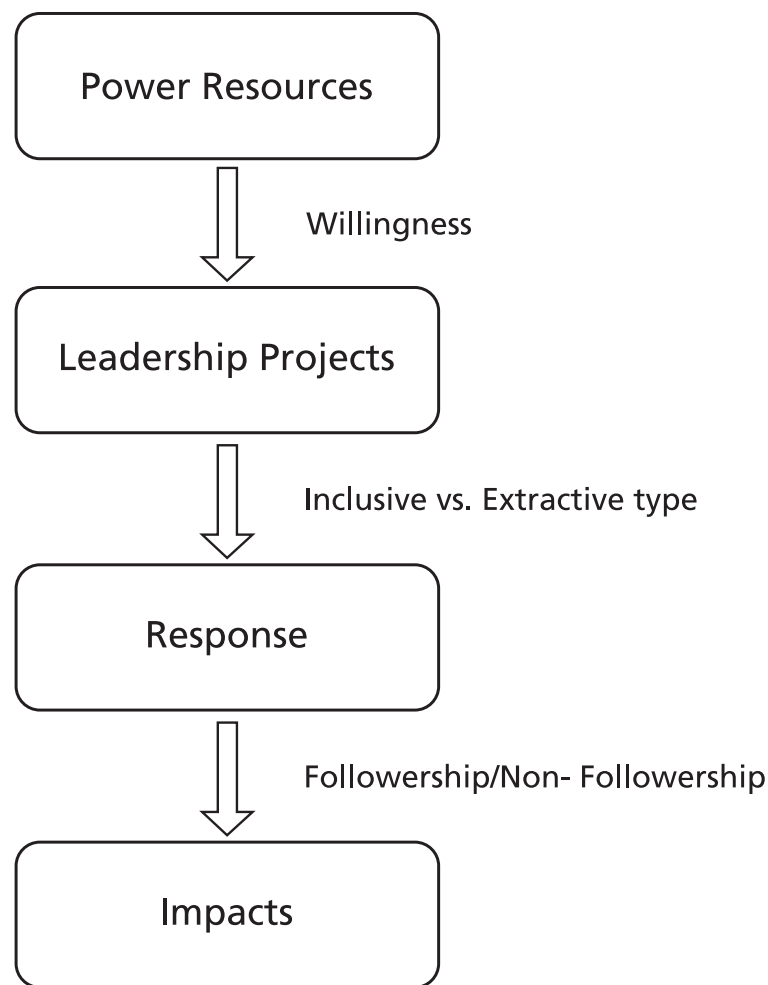 Power Resources
Willingness
Leadership Projects
Inclusive vs. Extractive type
Response
Followership/Non- Followership
Impacts